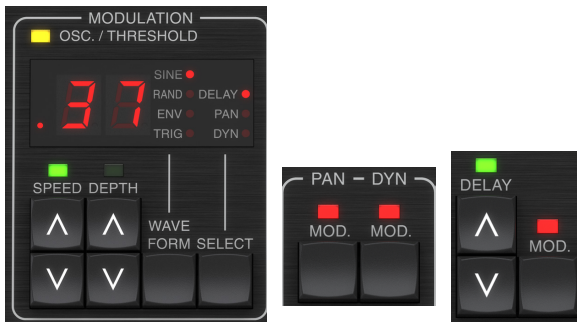 MODULATION
OSC. / THRESHOLD
.37
SINE
RAND DELAY
ENV PAN
TRIG DYN
SPEED DEPTH
WAVE
FORM SELECT
PAN – DYN
MOD. MOD.
DELAY
MOD.